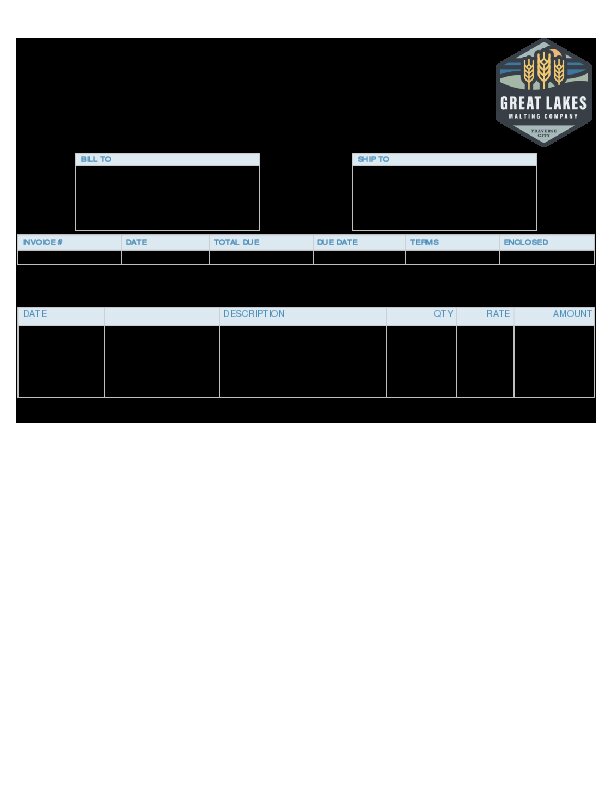 GREAT LAKES
MALTING COMPANY
TRAVERSE
CITY
BILL TO
SHIP TO
INVOICE # DATE TOTAL DUE DUE DATE TERMS ENCLOSED
DATE DESCRIPTION QTY RATE AMOUNT